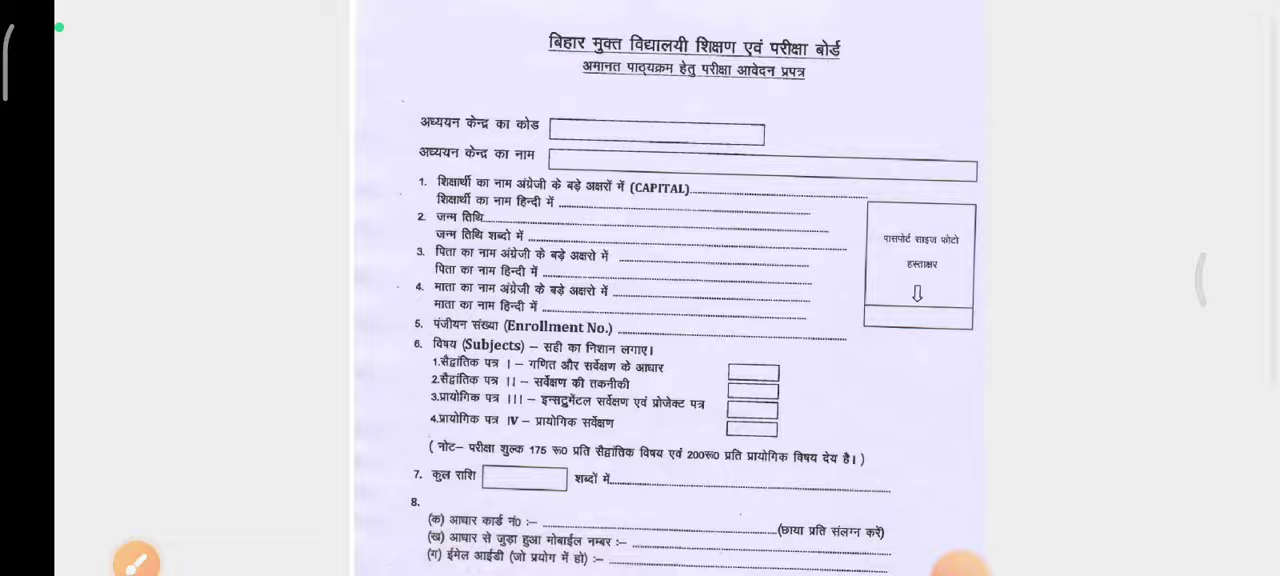 बिहार मुक्त विद्यालयी शिक्षण एवं परीक्षा बोर्ड
अमानत पाठ्यक्रम हेतु परीक्षा आवेदन प्रपत्र
अध्ययन केन्द्र का कोड
अध्ययन केन्द्र का नाम
1. शिक्षार्थी का नाम अंग्रेजी के बड़े अक्षरों में (CAPITAL)
शिक्षार्थी का नाम हिन्दी में
2. जन्म तिथि
जन्म तिथि शब्दो में
3. पिता का नाम अंग्रेजी के बड़े अक्षरो में
पिता का नाम हिन्दी में
4. माता का नाम अंग्रेजी के बड़े अक्षरो में
माता का नाम हिन्दी में
पासपोर्ट साइज फोटो
हस्ताक्षर
5. पंजीयन संख्या (Enrollment No.)
6. विषय (Subjects) – सही का निशान लगाए।
1.सैद्वांतिक पत्र I – गणित और सर्वेक्षण के आधार
2.सैद्वांतिक पत्र II – सर्वेक्षण की तकनीकी
3.प्रायोगिक पत्र III – इन्सट्रुमेंटल सर्वेक्षण एवं प्रोजेक्ट पत्र
4.प्रायोगिक पत्र IV – प्रायोगिक सर्वेक्षण
( नोट– परीक्षा शुल्क 175 रू0 प्रति सैद्वांतिक विषय एवं 200रू0 प्रति प्रायोगिक विषय देय है। )
7. कुल राशि शब्दों में
8.
(क) आधार कार्ड नं0 :– (छाया प्रति संलग्न करें)
(ख) आधार से जुड़ा हुआ मोबाईल नम्बर :–
(ग) ईमेल आईडी (जो प्रयोग में हो) :–